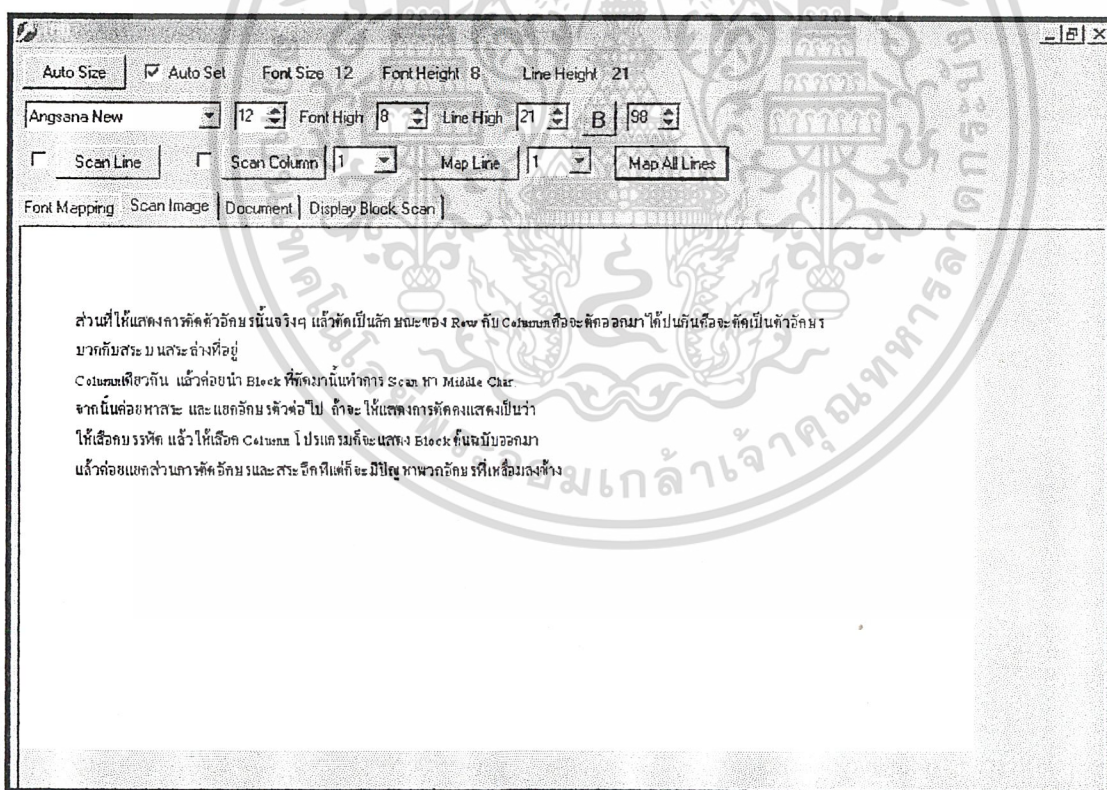 Auto Size Auto Set Font Size 12 Font Height 8 Line Height 21
Angsana New 12 Font High 8 Line High 21 B 98
Scan Line Scan Column 1 Map Line 1 Map All Lines
Font Mapping Scan Image Document Display Block Scan
ส่วนที่ให้แสดงการตัดตัวอักษรนั้นจริงๆ แล้วตัดเป็นลักษณะของ Row กับ Columnคือจะตัดออกมาได้ปนกันคือจะตัดเป็นตัวอักษร
บวกกับสระบนสระล่างที่อยู่
Columnเดียวกัน แล้วค่อยนำ Block ที่ตัดมานั้นทำการ Scan หา Middle Char
จากนั้นค่อยหาสระ และแยกอักษรตัวต่อไป ถ้าจะให้แสดงการตัดคงแสดงเป็นว่า
ให้เลือกบรรทัด แล้วให้เลือก Column โปรแกรมก็จะแสดง Block ต้นฉบับออกมา
แล้วค่อยแยกส่วนการตัดอักษรและสระอีกทีแต่ก็จะมีปัญหาพวกอักษรที่เหลื่อมลงข้าง